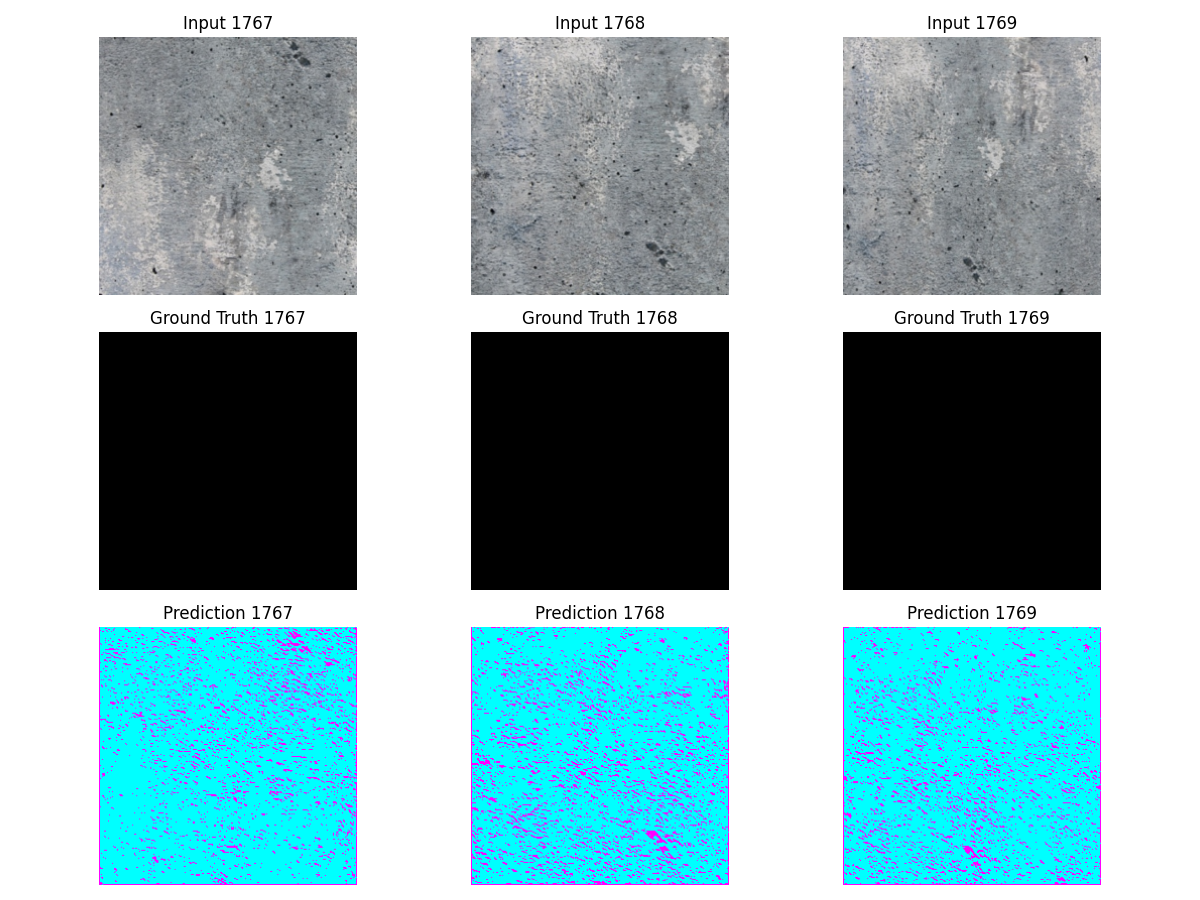 Input 1767
Input 1768
Input 1769
Ground Truth 1767
Ground Truth 1768
Ground Truth 1769
Prediction 1767
Prediction 1768
Prediction 1769